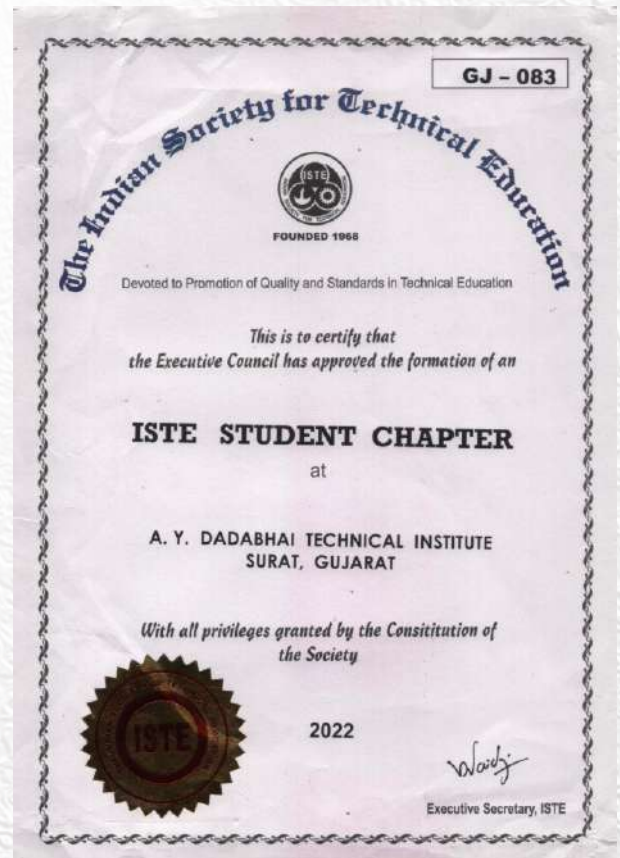 GJ – 083
The Indian Society for Technical Education
ISTE
FOUNDED 1968
Devoted to Promotion of Quality and Standards in Technical Education
This is to certify that
the Executive Council has approved the formation of an
ISTE STUDENT CHAPTER
at
A. Y. DADABHAI TECHNICAL INSTITUTE
SURAT, GUJARAT
With all privileges granted by the Consititution of
the Society
ISTE
2022
Executive Secretary, ISTE